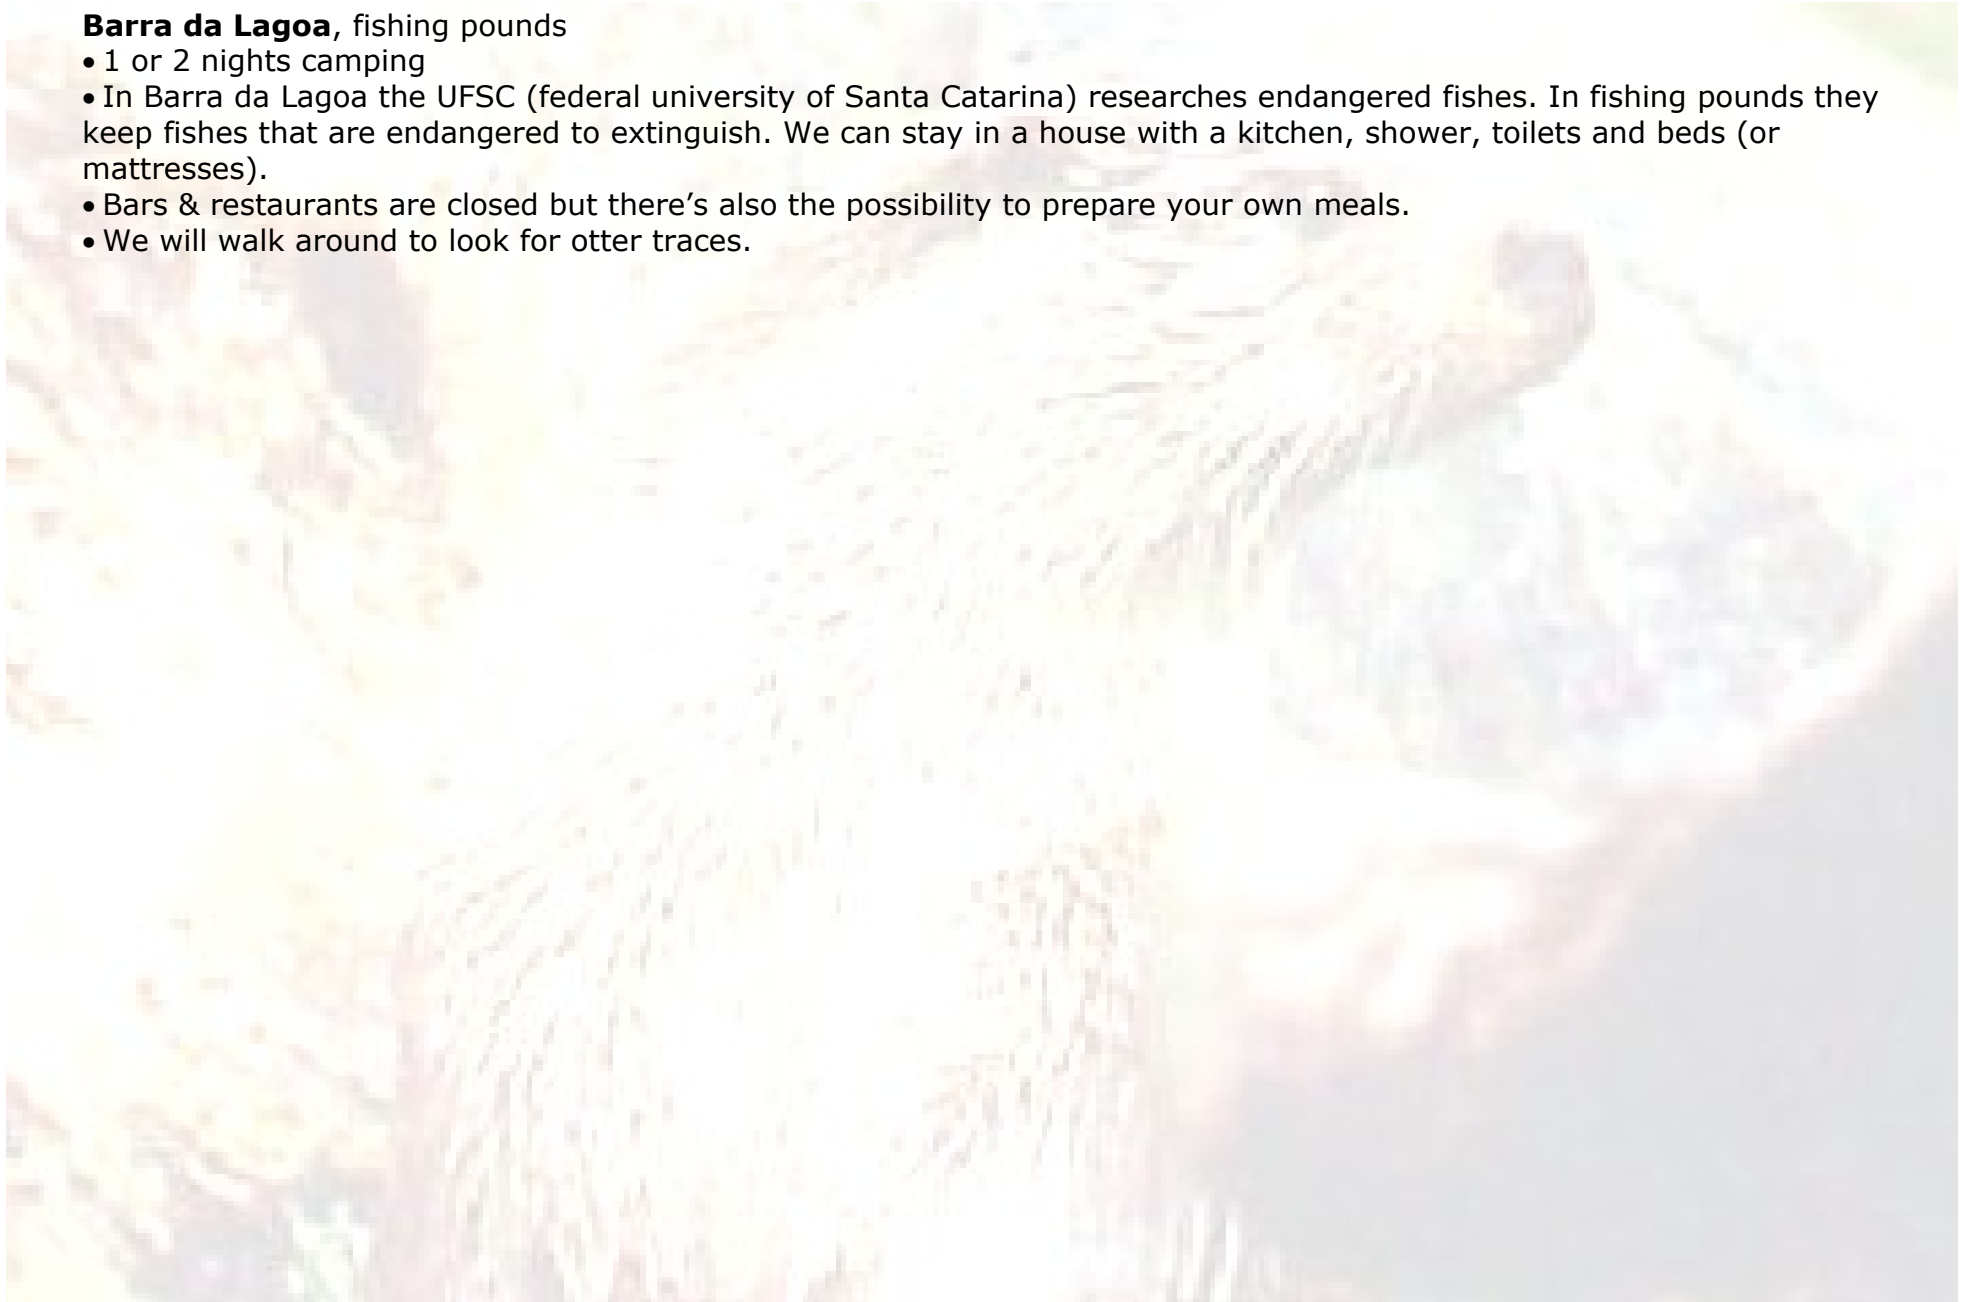 Barra da Lagoa, fishing pounds
• 1 or 2 nights camping
• In Barra da Lagoa the UFSC (federal university of Santa Catarina) researches endangered fishes. In fishing pounds they
keep fishes that are endangered to extinguish. We can stay in a house with a kitchen, shower, toilets and beds (or
mattresses).
• Bars & restaurants are closed but there’s also the possibility to prepare your own meals.
• We will walk around to look for otter traces.